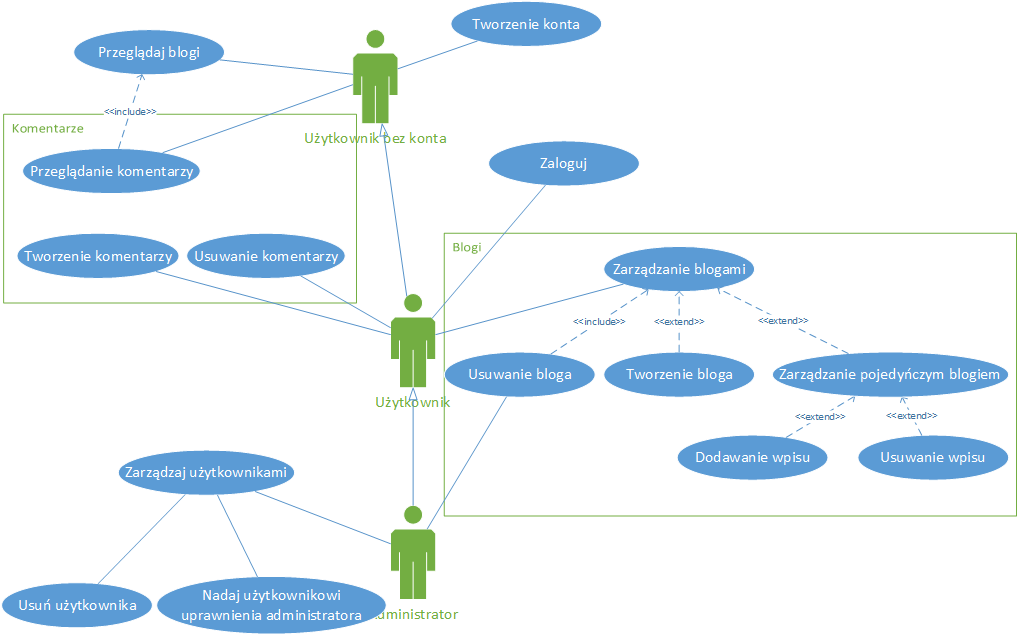 Tworzenie konta
Przeglądaj blogi
<<include>>
Komentarze
Użytkownik bez konta
Zaloguj
Przeglądanie komentarzy
Tworzenie komentarzy
Usuwanie komentarzy
Blogi
Zarządzanie blogami
<<include>>
<<extend>>
<<extend>>
Usuwanie bloga
Tworzenie bloga
Zarządzanie pojedyńczym blogiem
Użytkownik
<<extend>>
<<extend>>
Dodawanie wpisu
Usuwanie wpisu
Zarządzaj użytkownikami
Usuń użytkownika
Nadaj użytkownikowi
uprawnienia administratora
dministrator